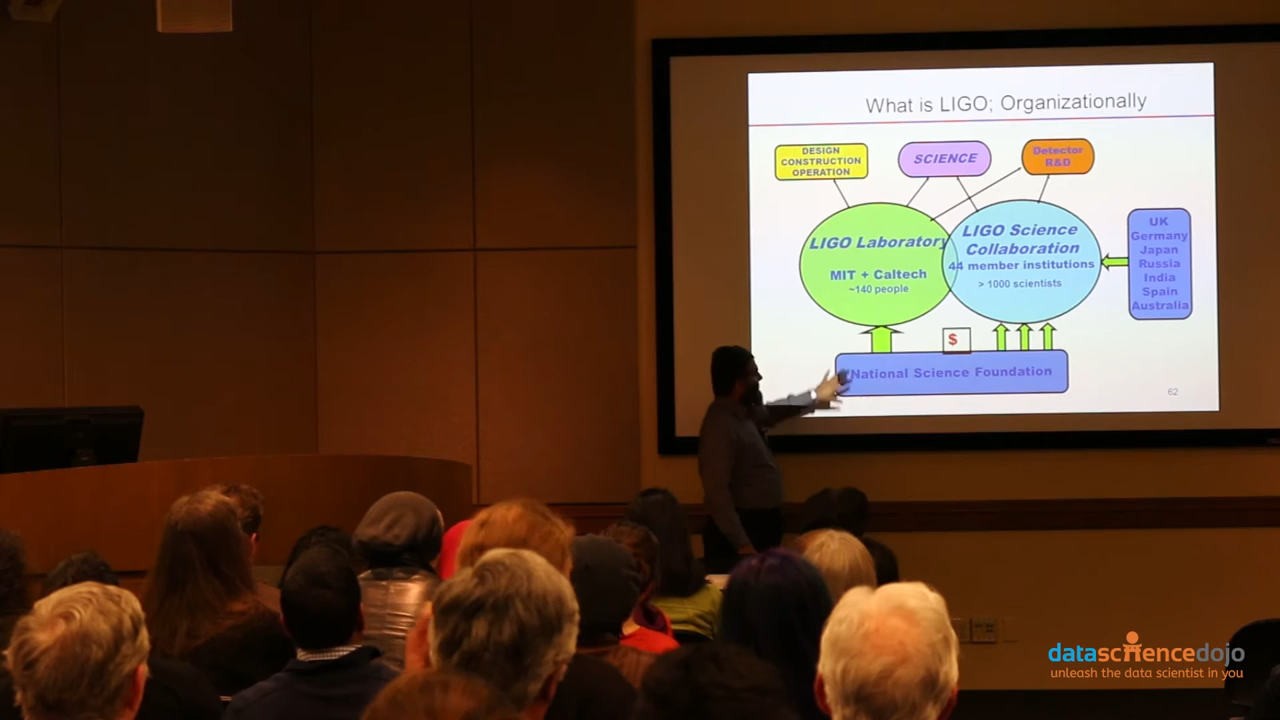 What is LIGO; Organizationally
DESIGN
CONSTRUCTION
OPERATION
SCIENCE
Detector
R&D
LIGO Laboratory
MIT + Caltech
~140 people
LIGO Science
Collaboration
44 member institutions
> 1000 scientists
UK
Germany
Japan
Russia
India
Spain
Australia
$
National Science Foundation
62
datasciencedojo
unleash the data scientist in you